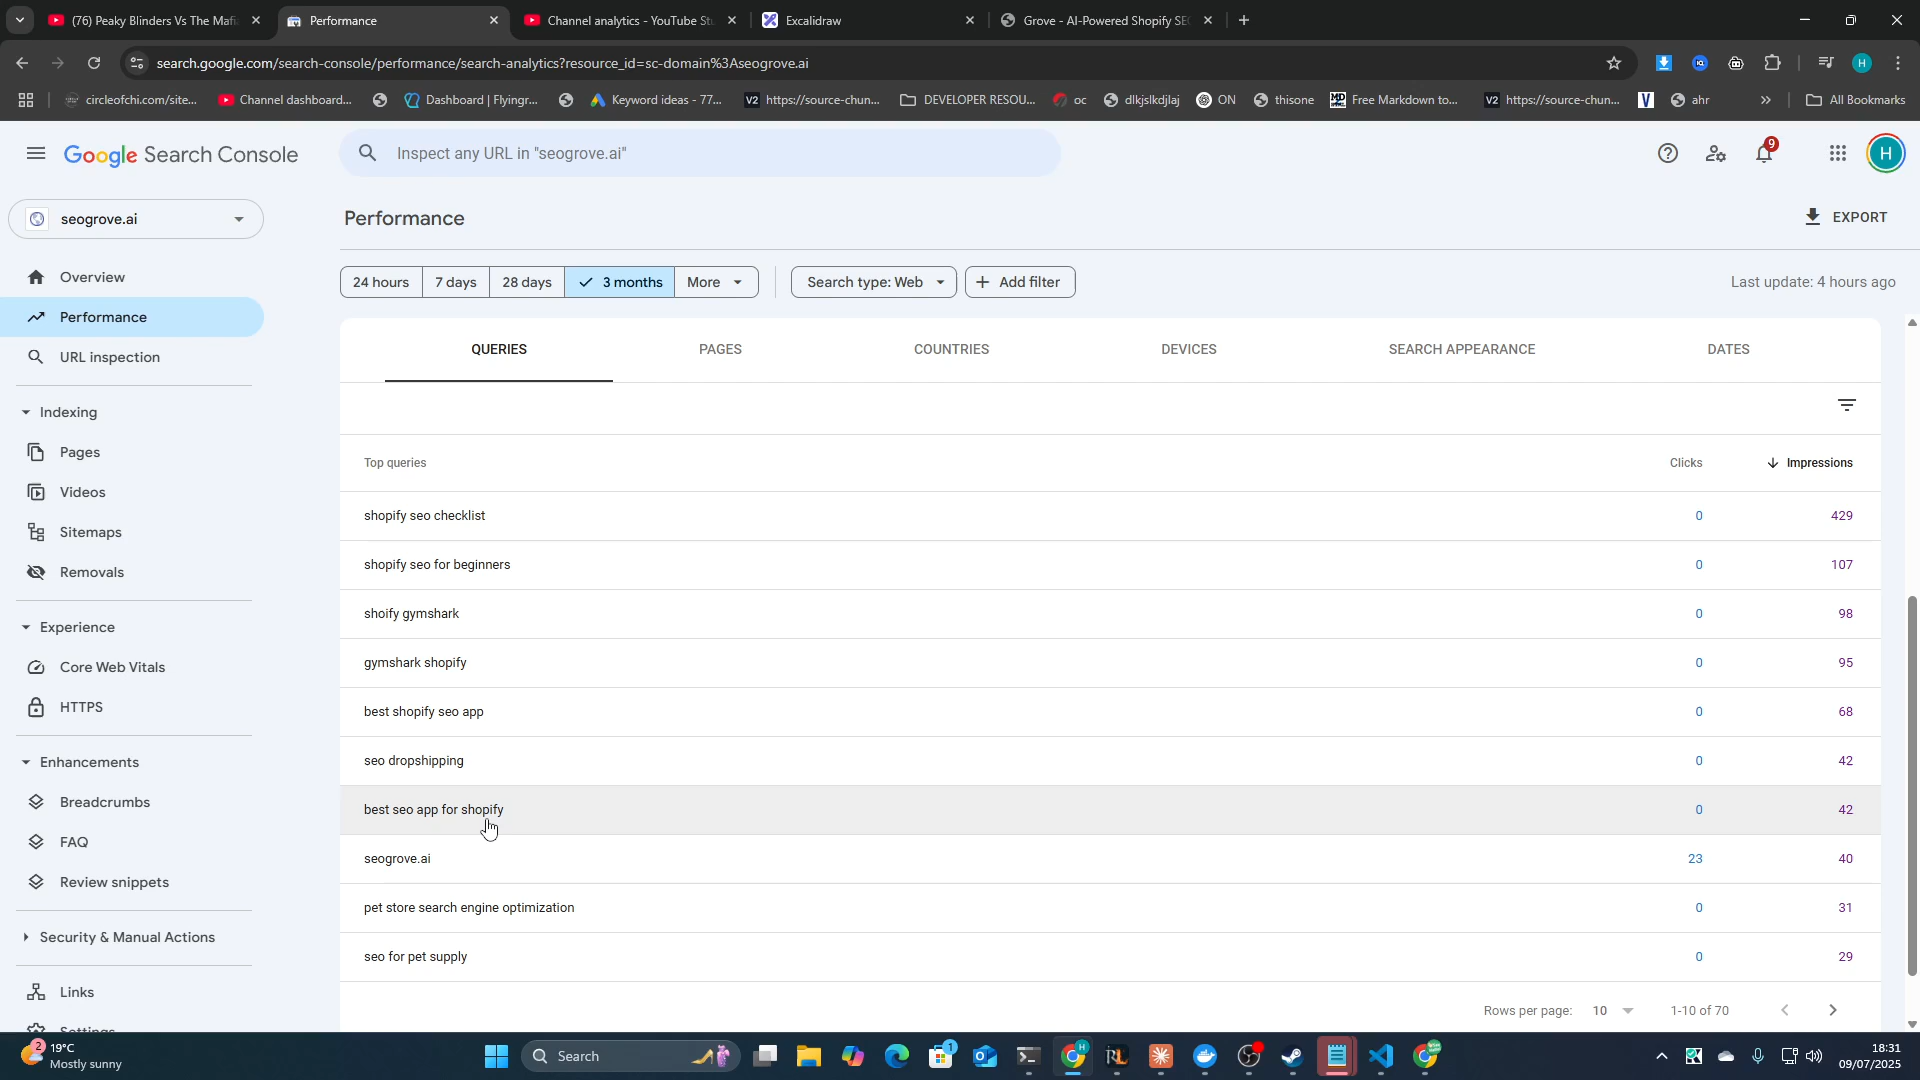 (76) Peaky Blinders Vs The Mafi
Performance
Channel analytics - YouTube St
Excalidraw
Grove - AI-Powered Shopify SE
search.google.com/search-console/performance/search-analytics?resource_id=sc-domain%3Aseogrove.ai
circleofchi.com/site...
Channel dashboard...
Dashboard | Flyingr...
Keyword ideas - 77...
https://source-chun...
DEVELOPER RESOU...
oc
dlkjslkdjlaj
ON
thisone
Free Markdown to...
https://source-chun...
ahr
All Bookmarks
Google Search Console
Inspect any URL in "seogrove.ai"
9
H
seogrove.ai
Performance
EXPORT
24 hours
7 days
28 days
3 months
More
Search type: Web
Add filter
Last update: 4 hours ago
Overview
Performance
URL inspection
Indexing
Pages
Videos
Sitemaps
Removals
Experience
Core Web Vitals
HTTPS
Enhancements
Breadcrumbs
FAQ
Review snippets
Security & Manual Actions
Links
Settings
QUERIES
PAGES
COUNTRIES
DEVICES
SEARCH APPEARANCE
DATES
Top queries Clicks Impressions
shopify seo checklist 0 429
shopify seo for beginners 0 107
shoify gymshark 0 98
gymshark shopify 0 95
best shopify seo app 0 68
seo dropshipping 0 42
best seo app for shopify 0 42
seogrove.ai 23 40
pet store search engine optimization 0 31
seo for pet supply 0 29
Rows per page: 10 1-10 of 70
2
19°C
Mostly sunny
Search
18:31
09/07/2025